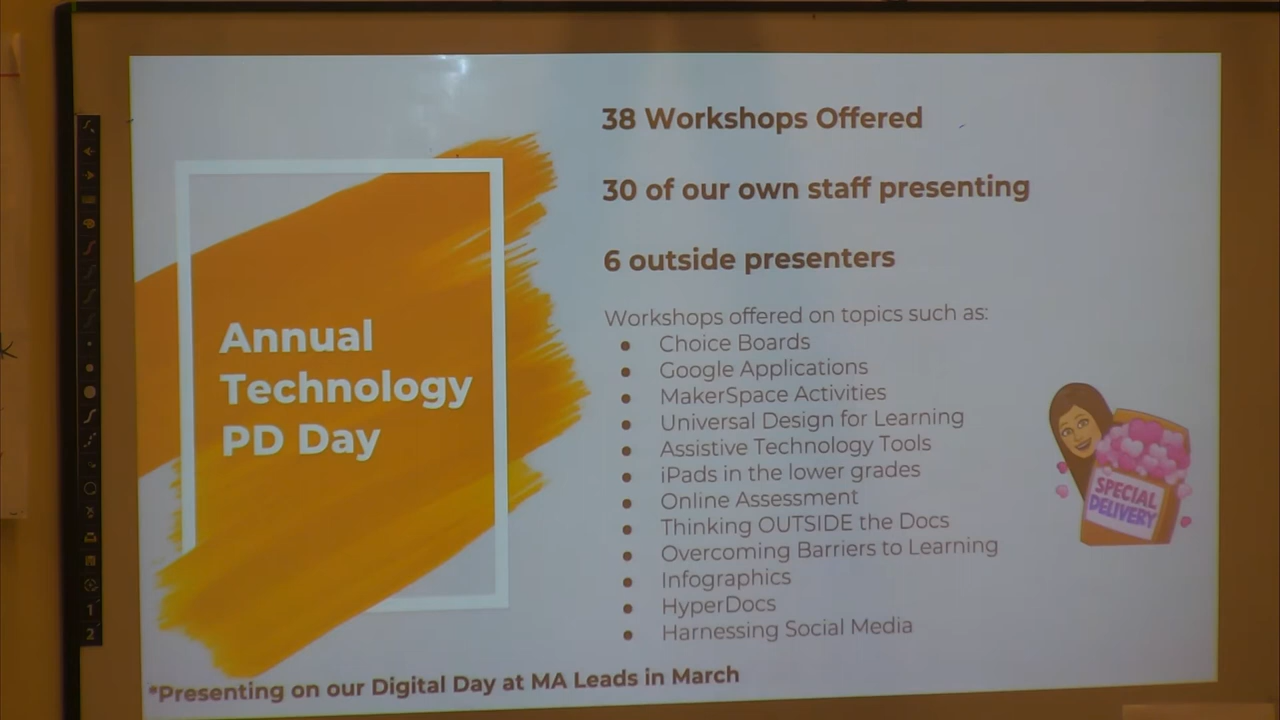 Annual
Technology
PD Day
38 Workshops Offered
30 of our own staff presenting
6 outside presenters
Workshops offered on topics such as:
Choice Boards
Google Applications
MakerSpace Activities
Universal Design for Learning
Assistive Technology Tools
iPads in the lower grades
Online Assessment
Thinking OUTSIDE the Docs
Overcoming Barriers to Learning
Infographics
HyperDocs
Harnessing Social Media
SPECIAL
DELIVERY
*Presenting on our Digital Day at MA Leads in March
1
2